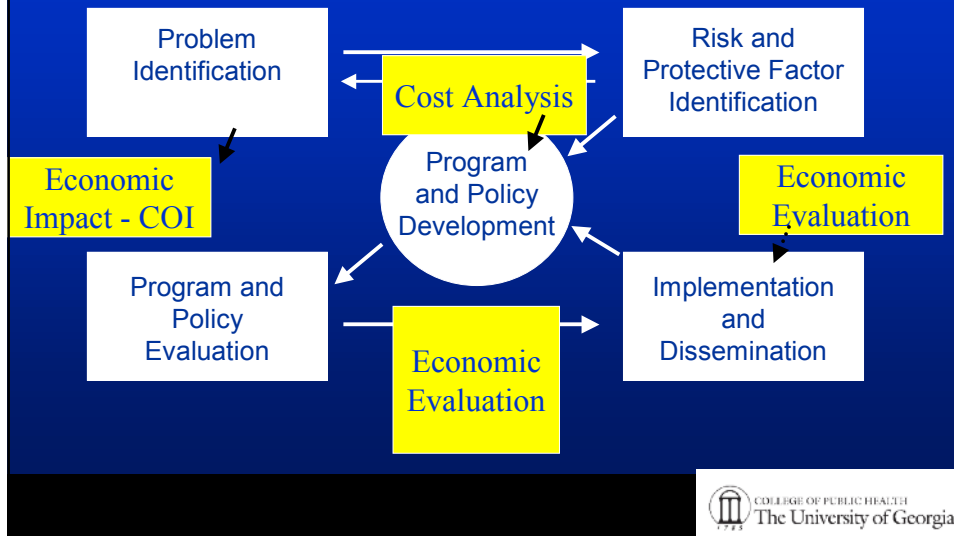 Problem
Identification
Cost Analysis
Risk and
Protective Factor
Identification
Economic
Impact - COI
Program
and Policy
Development
Economic
Evaluation
Program and
Policy
Evaluation
Economic
Evaluation
Implementation
and
Dissemination
COLLEGE OF PUBLIC HEALTH
The University of Georgia
1785